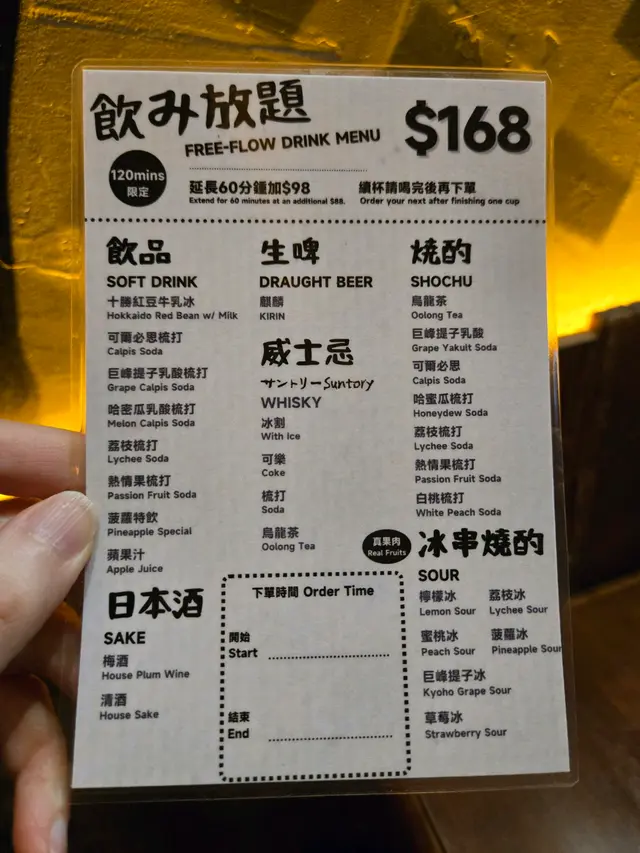 飲み放題
FREE-FLOW DRINK MENU
$168
120mins
限定
延長60分鐘加$98
Extend for 60 minutes at an additional $88.
續杯請喝完後再下單
Order your next after finishing one cup
飲品
SOFT DRINK
十勝紅豆牛乳冰
Hokkaido Red Bean w/ Milk
可爾必思梳打
Calpis Soda
巨峰提子乳酸梳打
Grape Calpis Soda
哈密瓜乳酸梳打
Melon Calpis Soda
荔枝梳打
Lychee Soda
熱情果梳打
Passion Fruit Soda
菠蘿特飲
Pineapple Special
蘋果汁
Apple Juice
日本酒
SAKE
梅酒
House Plum Wine
清酒
House Sake
生啤
DRAUGHT BEER
麒麟
KIRIN
威士忌
サントリー Suntory
WHISKY
冰割
With Ice
可樂
Coke
梳打
Soda
烏龍茶
Oolong Tea
下單時間 Order Time
開始
Start
結束
End
燒酌
SHOCHU
烏龍茶
Oolong Tea
巨峰提子乳酸
Grape Yakult Soda
可爾必思
Calpis Soda
哈蜜瓜梳打
Honeydew Soda
荔枝梳打
Lychee Soda
熱情果梳打
Passion Fruit Soda
白桃梳打
White Peach Soda
真果肉
Real Fruits
冰串燒酌
SOUR
檸檬冰 荔枝冰
Lemon Sour Lychee Sour
蜜桃冰 菠蘿冰
Peach Sour Pineapple Sour
巨峰提子冰
Kyoho Grape Sour
草莓冰
Strawberry Sour